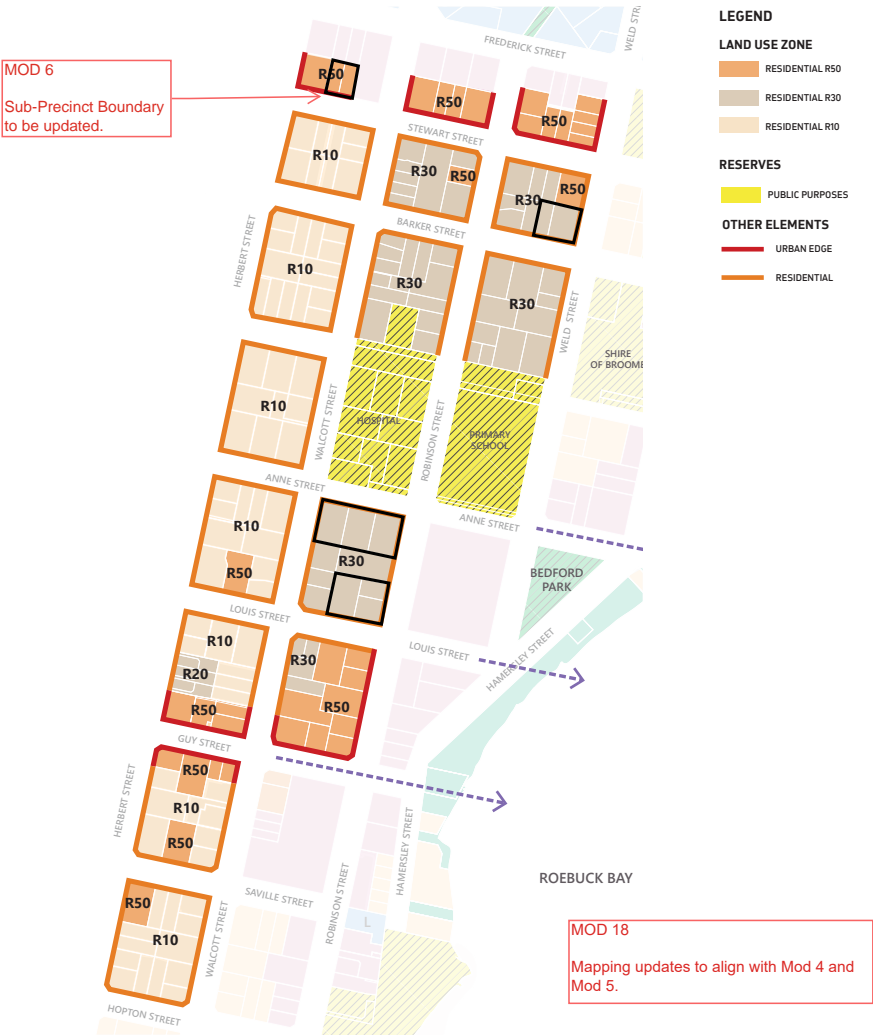 LEGEND
LAND USE ZONE
RESIDENTIAL R50
RESIDENTIAL R30
RESIDENTIAL R10
RESERVES
PUBLIC PURPOSES
OTHER ELEMENTS
URBAN EDGE
RESIDENTIAL
MOD 6
Sub-Precinct Boundary
to be updated.
FREDERICK STREET
WELD STR
R50
R50
R50
STEWART STREET
R10
R30
R50
R30
R50
BARKER STREET
HERBERT STREET
R10
R30
R30
WELD STREET
SHIRE
OF BROOME
R10
WALCOTT STREET
HOSPITAL
ROBINSON STREET
PRIMARY
SCHOOL
ANNE STREET
ANNE STREET
R10
R50
R30
BEDFORD
PARK
LOUIS STREET
LOUIS STREET
HAMERSLEY STREET
R10
R20
R50
R30
R50
GUY STREET
HERBERT STREET
R50
R10
R50
HAMERSLEY STREET
ROEBUCK BAY
SAVILLE STREET
ROBINSON STREET
WALCOTT STREET
L
R50
R10
HOPTON STREET
MOD 18
Mapping updates to align with Mod 4 and
Mod 5.